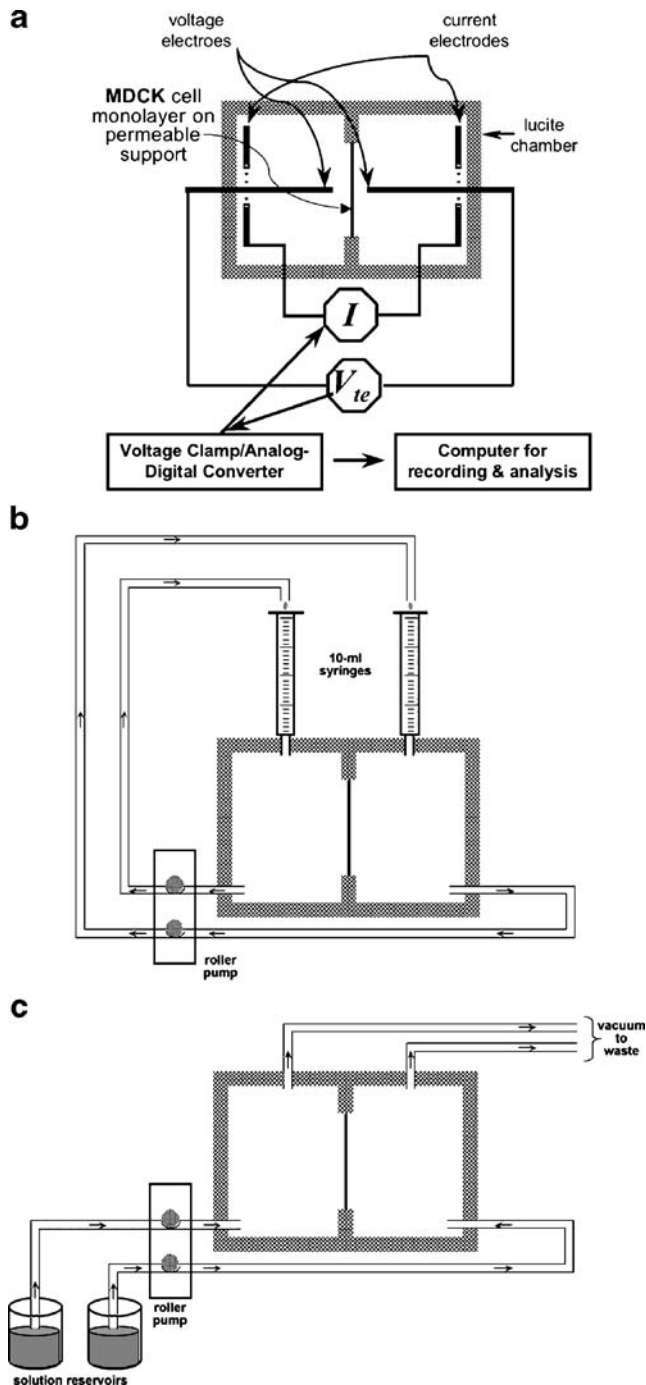 a
voltage
electroes
current
electrodes
MDCK cell
monolayer on
permeable
support
lucite
chamber
I
Vte
Voltage Clamp/Analog-
Digital Converter
Computer for
recording & analysis
b
10-ml
syringes
roller
pump
c
vacuum
to
waste
roller
pump
solution reservoirs